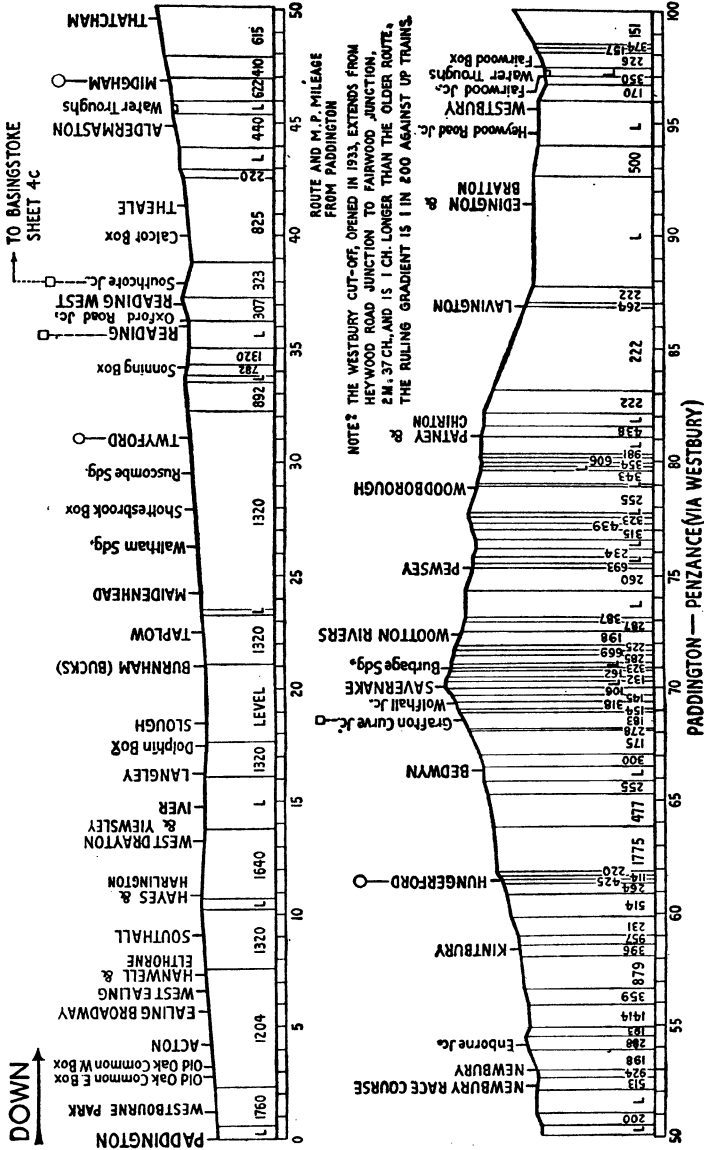 DOWN
PADDINGTON
WESTBOURNE PARK
Old Oak Common E Box
Old Oak Common W. Box
ACTON
EALING BROADWAY
WEST EALING
HANWELL &
ELTHORNE
SOUTHALL
HAYES &
HARLINGTON
WEST DRAYTON
& YIEWSLEY
IVER
LANGLEY
Dolphin Box
SLOUGH
BURNHAM (BUCKS)
TAPLOW
MAIDENHEAD
Waltham Sdg.
Shottesbrook Box
Ruscombe Sdg.
TWYFORD
Sonning Box
READING
Oxford Road Jc.
READING WEST
Southcote Jc.
TO BASINGSTOKE
SHEET 4C
Calcot Box
THEALE
ALDERMASTON
Water Troughs
MIDGHAM
THATCHAM
L
1760
1204
1320
L
1640
L
1320
LEVEL
1320
L
1320
892
L
792
1320
L
307
323
825
220
L
440
L
622
410
615
0
5
10
15
20
25
30
35
40
45
50
ROUTE AND M.P. MILEAGE
FROM PADDINGTON
NOTE: THE WESTBURY CUT-OFF, OPENED IN 1933, EXTENDS FROM
HEYWOOD ROAD JUNCTION TO FAIRWOOD JUNCTION,
2 M. 37 CH., AND IS 1 CH. LONGER THAN THE OLDER ROUTE.
THE RULING GRADIENT IS 1 IN 200 AGAINST UP TRAINS.
NEWBURY RACE COURSE
NEWBURY
Enborne Jc.
KINTBURY
HUNGERFORD
BEDWYN
Grafton Curve Jc.
Wolfhall Jc.
SAVERNAKE
Burbage Sdg.
WOOTTON RIVERS
PEWSEY
WOODBOROUGH
PATNEY &
CHIRTON
LAVINGTON
EDINGTON &
BRATTON
Heywood Road Jc.
WESTBURY
Fairwood Jc.
Water Troughs
Fairwood Box
L
200
L
513
924
198
288
193
1414
359
879
396
957
231
514
264
425
114
220
1775
477
255
L
300
175
278
183
154
318
145
106
L
132
162
323
285
669
225
198
287
387
L
260
693
234
L
315
439
323
255
L
343
354
606
981
L
438
L
222
222
264
222
L
500
L
170
350
L
226
157
374
151
50
55
60
65
70
75
80
85
90
95
100
PADDINGTON — PENZANCE (VIA WESTBURY)